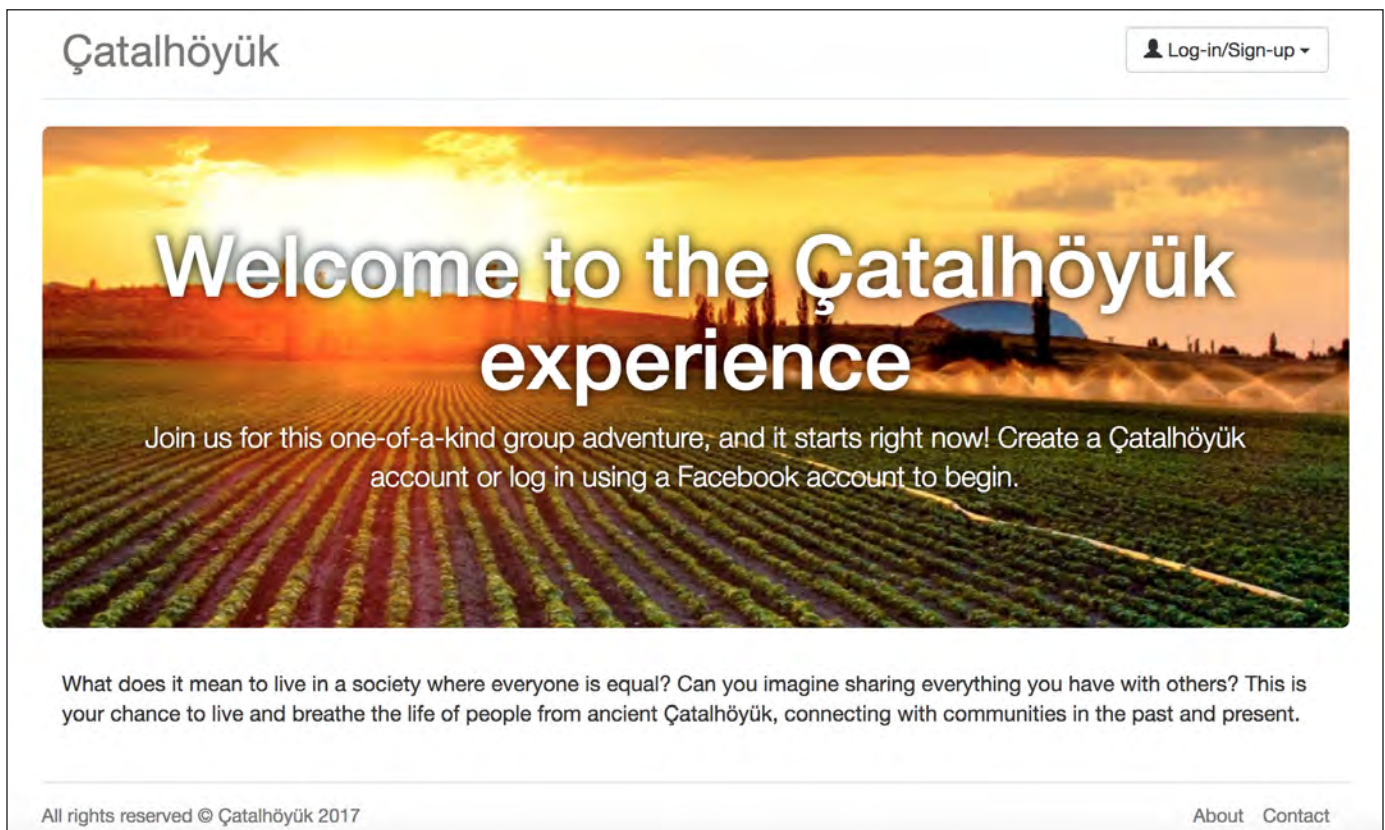 Çatalhöyük
Log-in/Sign-up
Welcome to the Çatalhöyük
experience
Join us for this one-of-a-kind group adventure, and it starts right now! Create a Çatalhöyük
account or log in using a Facebook account to begin.
What does it mean to live in a society where everyone is equal? Can you imagine sharing everything you have with others? This is
your chance to live and breathe the life of people from ancient Çatalhöyük, connecting with communities in the past and present.
All rights reserved © Çatalhöyük 2017
About Contact